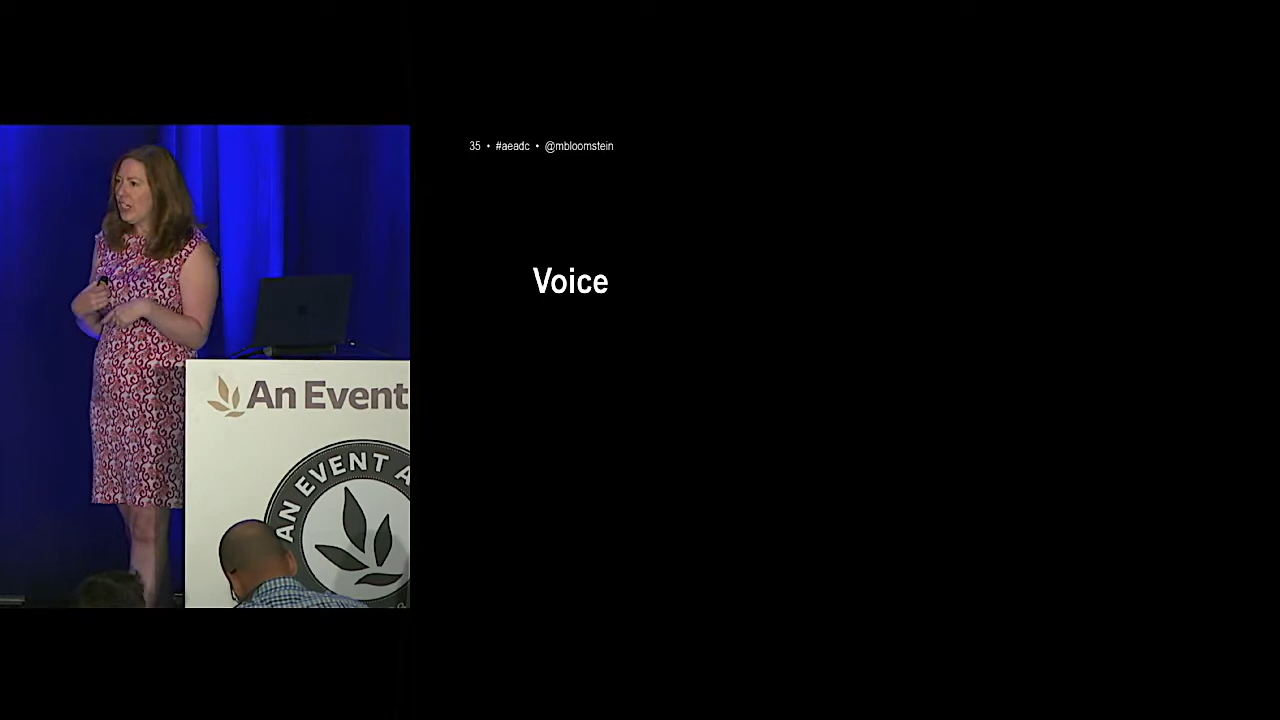 35 • #aeadc • @mbloomstein
Voice
An Event
AN EVENT A